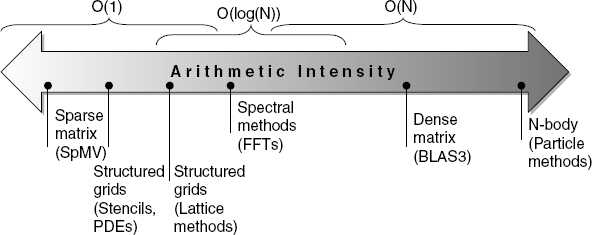 O(1)
O(log(N))
O(N)
Arithmetic Intensity
Sparse
matrix
(SpMV)
Structured
grids
(Stencils,
PDEs)
Structured
grids
(Lattice
methods)
Spectral
methods
(FFTs)
Dense
matrix
(BLAS3)
N-body
(Particle
methods)